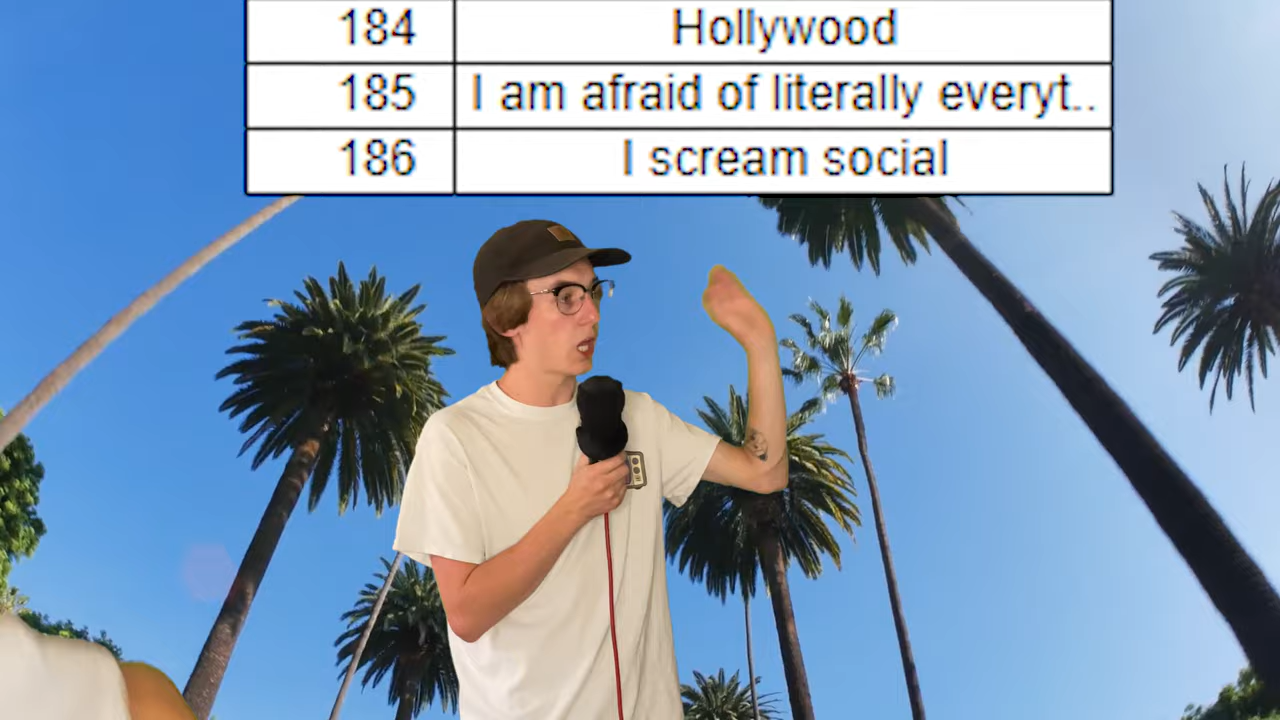 184 Hollywood
185 I am afraid of literally everyt..
186 I scream social